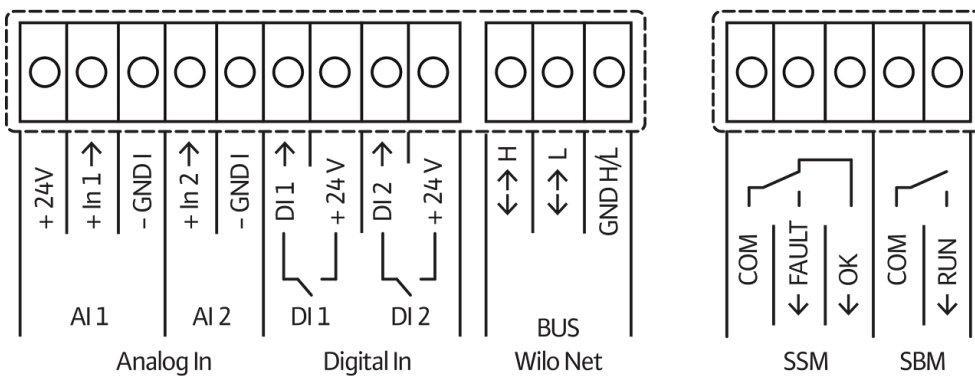 + 24V
+ In 1 →
- GND I
+ In 2 →
- GND I
DI 1 →
+ 24 V
DI 2 →
+ 24 V
↔ H
↔ L
GND H/L
COM
← FAULT
← OK
COM
← RUN
AI 1 AI 2 DI 1 DI 2
BUS
Analog In Digital In Wilo Net SSM SBM